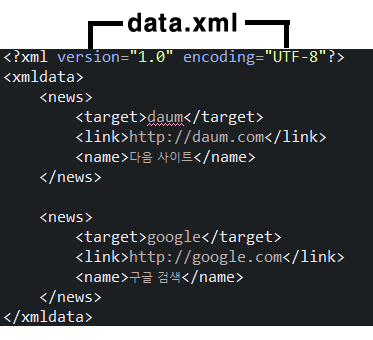 data.xml
<?xml version="1.0" encoding="UTF-8"?>
<xmldata>
    <news>
        <target>daum</target>
        <link>http://daum.com</link>
        <name>다음 사이트</name>
    </news>

    <news>
        <target>google</target>
        <link>http://google.com</link>
        <name>구글 검색</name>
    </news>
</xmldata>